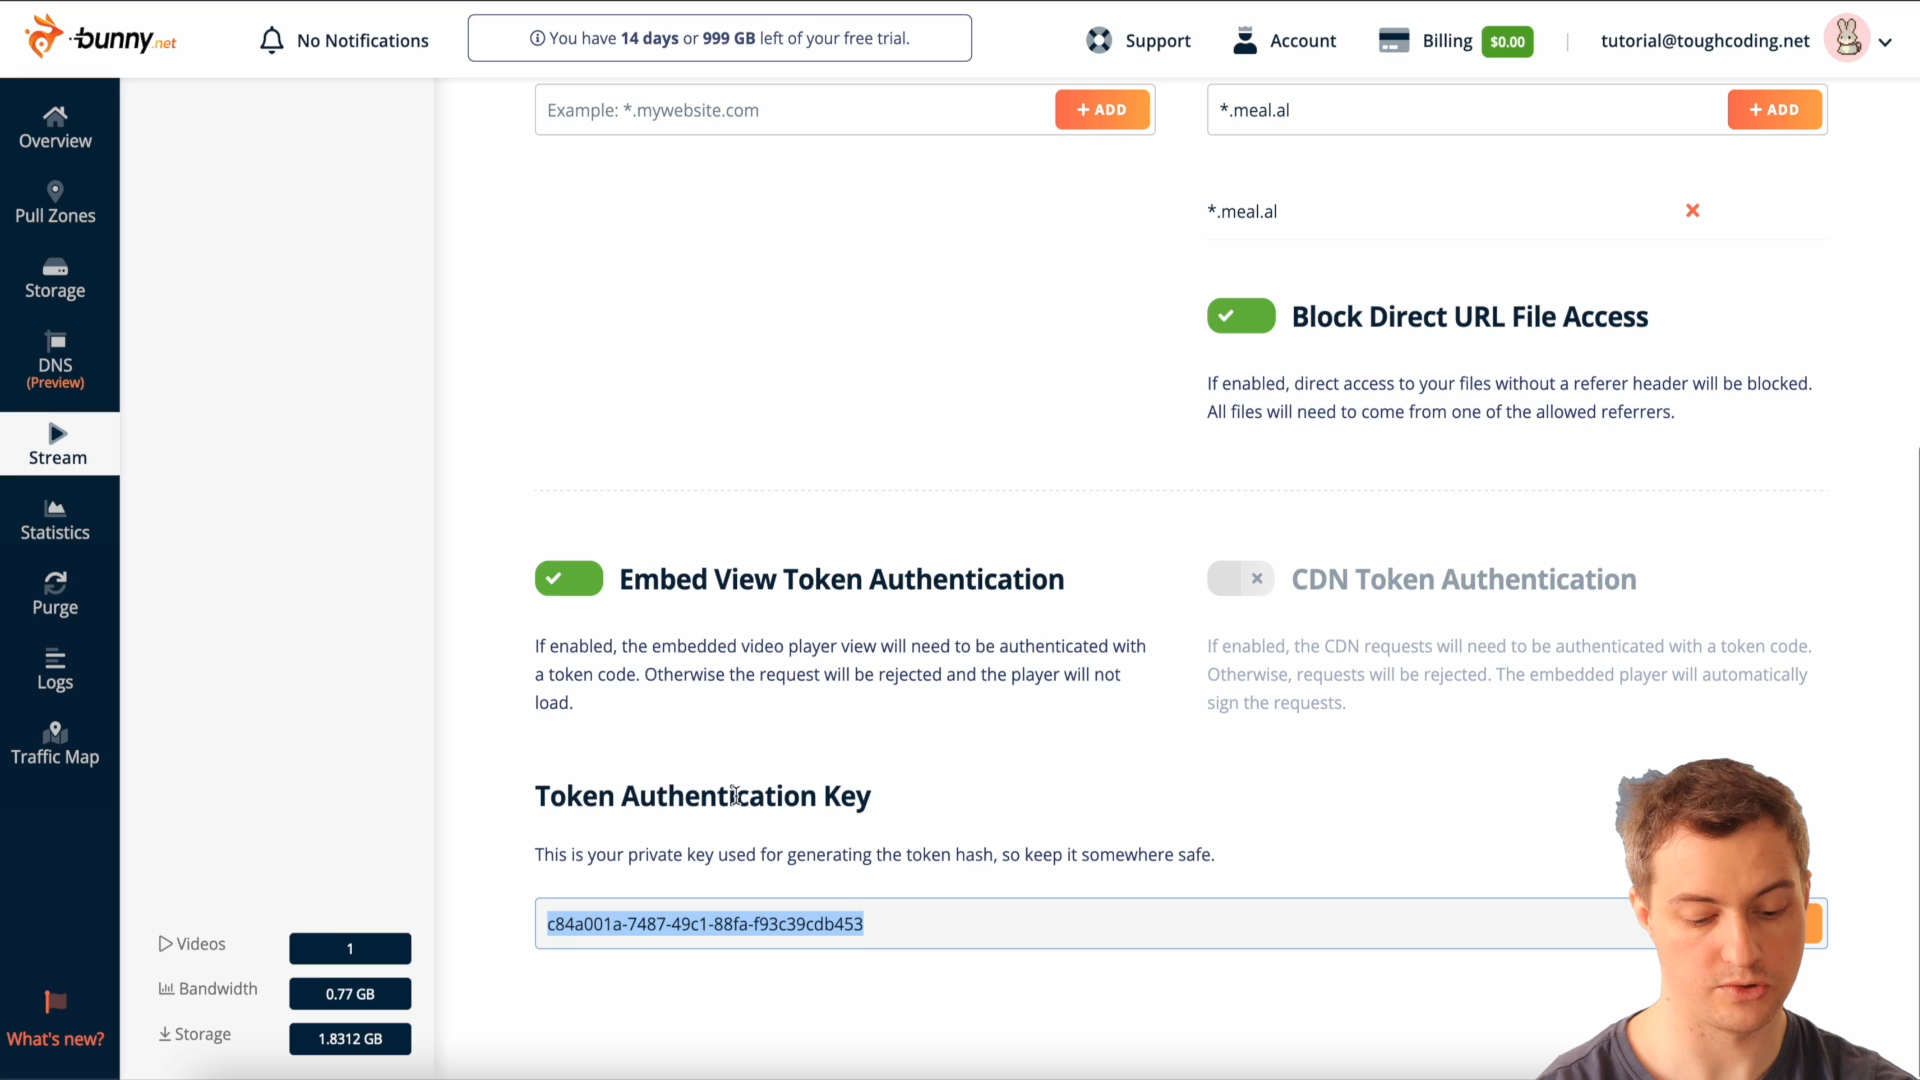 bunny.net
No Notifications
You have 14 days or 999 GB left of your free trial.
Support
Account
Billing $0.00
tutorial@toughcoding.net
Overview
Pull Zones
Storage
DNS
(Preview)
Stream
Statistics
Purge
Logs
Traffic Map
What's new?
Videos 1
Bandwidth 0.77 GB
Storage 1.8312 GB
Example: *.mywebsite.com
+ ADD
*.meal.al
+ ADD
*.meal.al
Block Direct URL File Access
If enabled, direct access to your files without a referer header will be blocked.
All files will need to come from one of the allowed referrers.
Embed View Token Authentication
If enabled, the embedded video player view will need to be authenticated with
a token code. Otherwise the request will be rejected and the player will not
load.
CDN Token Authentication
If enabled, the CDN requests will need to be authenticated with a token code.
Otherwise, requests will be rejected. The embedded player will automatically
sign the requests.
Token Authentication Key
This is your private key used for generating the token hash, so keep it somewhere safe.
c84a001a-7487-49c1-88fa-f93c39cdb453